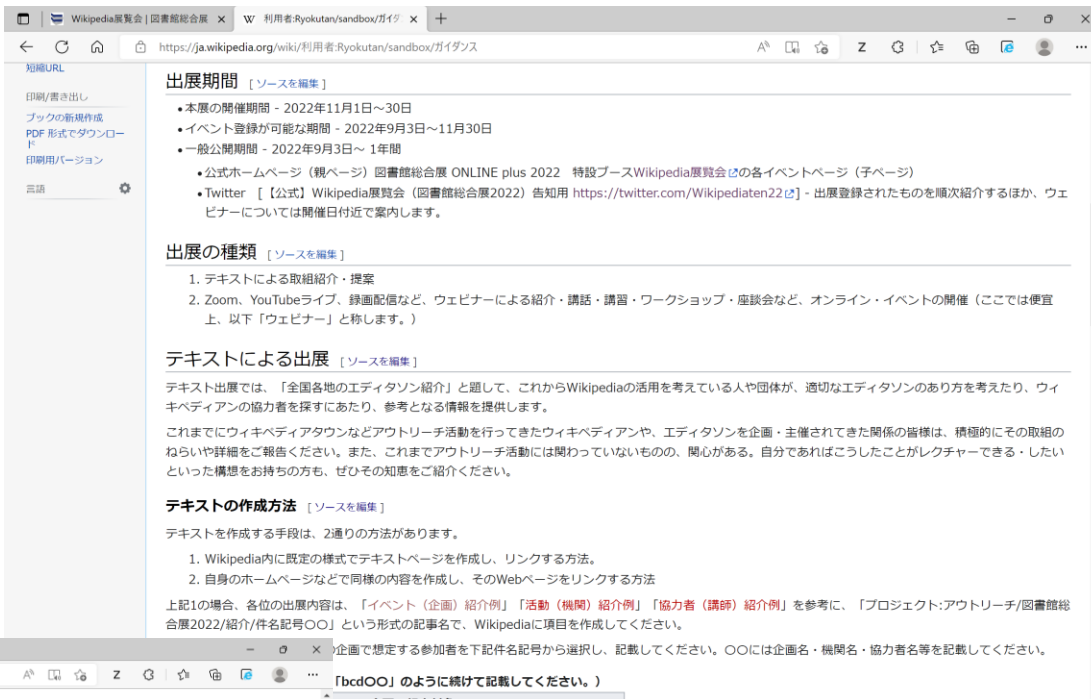 Wikipedia展覧会 | 図書館総合展
利用者:Ryokutan/sandbox/ガイダ
https://ja.wikipedia.org/wiki/利用者:Ryokutan/sandbox/ガイダンス
短縮URL
印刷/書き出し
ブックの新規作成
PDF 形式でダウンロー
ド
印刷用バージョン
言語
出展期間 [ ソースを編集 ]
• 本展の開催期間 - 2022年11月1日～30日
• イベント登録が可能な期間 - 2022年9月3日～11月30日
• 一般公開期間 - 2022年9月3日～ 1年間
• 公式ホームページ（親ページ）図書館総合展 ONLINE plus 2022　特設ブースWikipedia展覧会の各イベントページ（子ページ）
• Twitter [【公式】Wikipedia展覧会（図書館総合展2022）告知用 https://twitter.com/Wikipediaten22] - 出展登録されたものを順次紹介するほか、ウェ
ビナーについては開催日付近で案内します。
出展の種類 [ ソースを編集 ]
1. テキストによる取組紹介・提案
2. Zoom、YouTubeライブ、録画配信など、ウェビナーによる紹介・講話・講習・ワークショップ・座談会など、オンライン・イベントの開催（ここでは便宜
上、以下「ウェビナー」と称します。）
テキストによる出展 [ ソースを編集 ]
テキスト出展では、「全国各地のエディタソン紹介」と題して、これからWikipediaの活用を考えている人や団体が、適切なエディタソンのあり方を考えたり、ウィ
キペディアンの協力者を探すにあたり、参考となる情報を提供します。
これまでにウィキペディアタウンなどアウトリーチ活動を行ってきたウィキペディアンや、エディタソンを企画・主催されてきた関係の皆様は、積極的にその取組の
ねらいや詳細をご報告ください。また、これまでアウトリーチ活動には関わっていないものの、関心がある。自分であればこうしたことがレクチャーできる・したい
といった構想をお持ちの方も、ぜひその知恵をご紹介ください。
テキストの作成方法 [ ソースを編集 ]
テキストを作成する手段は、2通りの方法があります。
1. Wikipedia内に既定の様式でテキストページを作成し、リンクする方法。
2. 自身のホームページなどで同様の内容を作成し、そのWebページをリンクする方法
上記1の場合、各位の出展内容は、「イベント（企画）紹介例」「活動（機関）紹介例」「協力者（講師）紹介例」を参考に、「プロジェクト:アウトリーチ/図書館総
合展2022/紹介/件名記号〇〇」という形式の記事名で、Wikipediaに項目を作成してください。
企画で想定する参加者を下記件名記号から選択し、記載してください。〇〇には企画名・機関名・協力者名等を記載してください。
「bcd〇〇」のように続けて記載してください。）